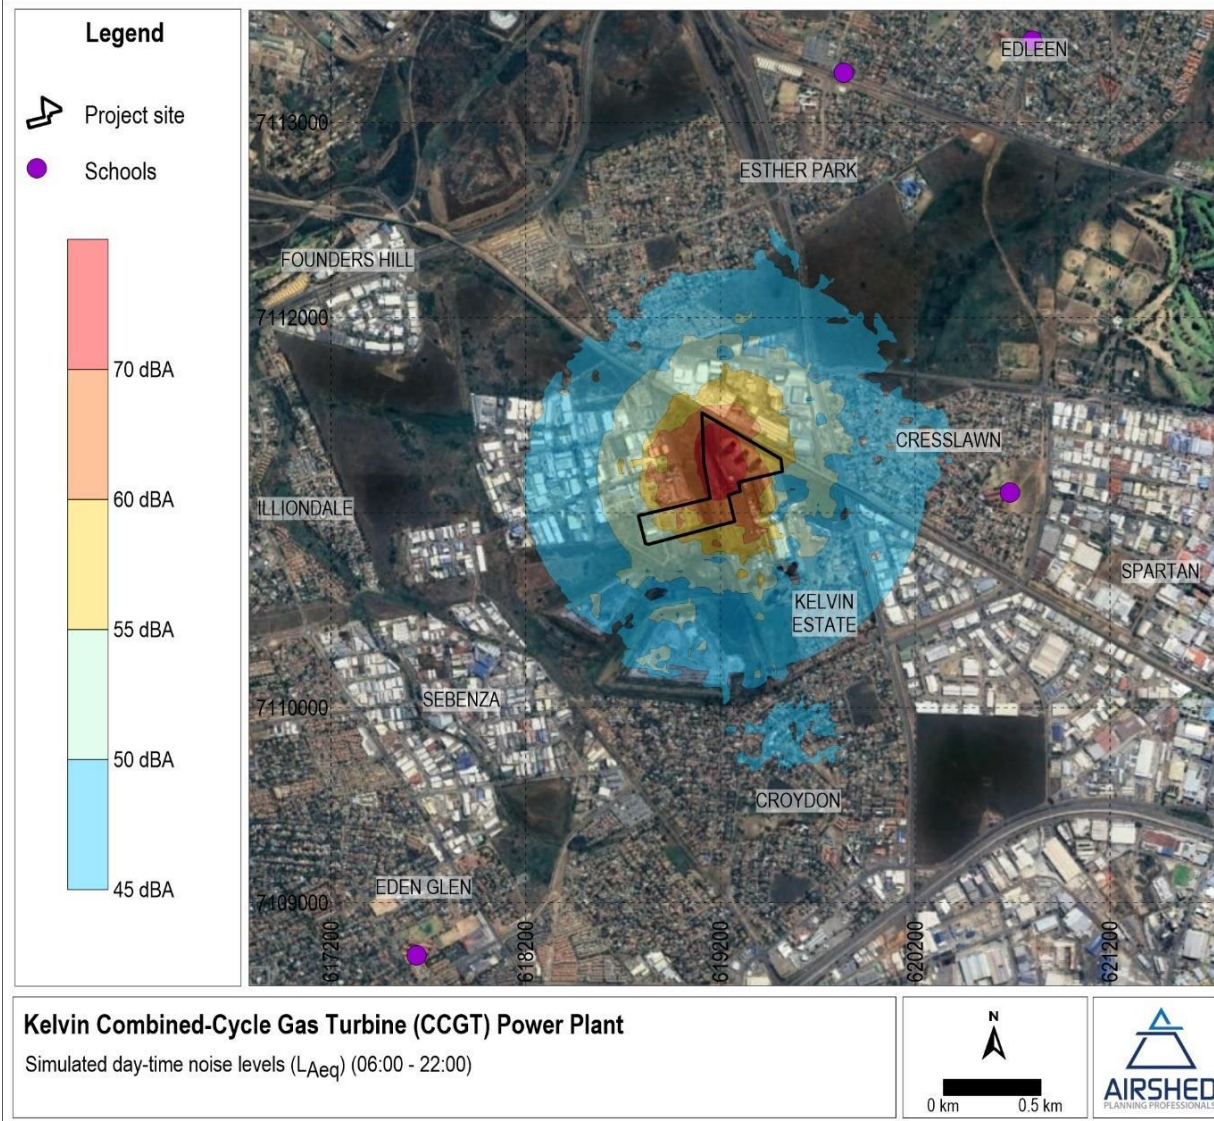 Legend
Project site
Schools
70 dBA
60 dBA
55 dBA
50 dBA
45 dBA
EDLEEN
7113000
ESTHER PARK
FOUNDERS HILL
7112000
CRESSLAWN
ILLIONDALE
SPARTAN
KELVIN
ESTATE
SEBENZA
7110000
CROYDON
EDEN GLEN
7109000
617200
618200
619200
620200
621200
Kelvin Combined-Cycle Gas Turbine (CCGT) Power Plant
Simulated day-time noise levels (LAeq) (06:00 - 22:00)
N
0 km 0.5 km
AIRSHED
PLANNING PROFESSIONALS